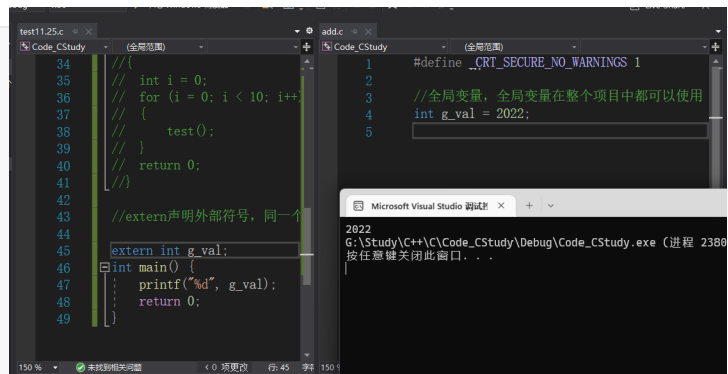 test11.25.c
Code_CStudy (全局范围)
34 //{
35 // int i = 0;
36 // for (i = 0; i < 10; i++)
37 // {
38 // test();
39 // }
40 // return 0;
41 //}
42
43 //extern声明外部符号，同一个
44
45 extern int g_val;
46 int main() {
47 printf("%d", g_val);
48 return 0;
49 }
150 % 未找到相关问题 0 项更改 行: 45
add.c
Code_CStudy (全局范围)
1 #define _CRT_SECURE_NO_WARNINGS 1
2
3 //全局变量，全局变量在整个项目中都可以使用
4 int g_val = 2022;
5
150
Microsoft Visual Studio 调试控
2022
G:\Study\C++\C\Code_CStudy\Debug\Code_CStudy.exe (进程 2380
按任意键关闭此窗口. . .